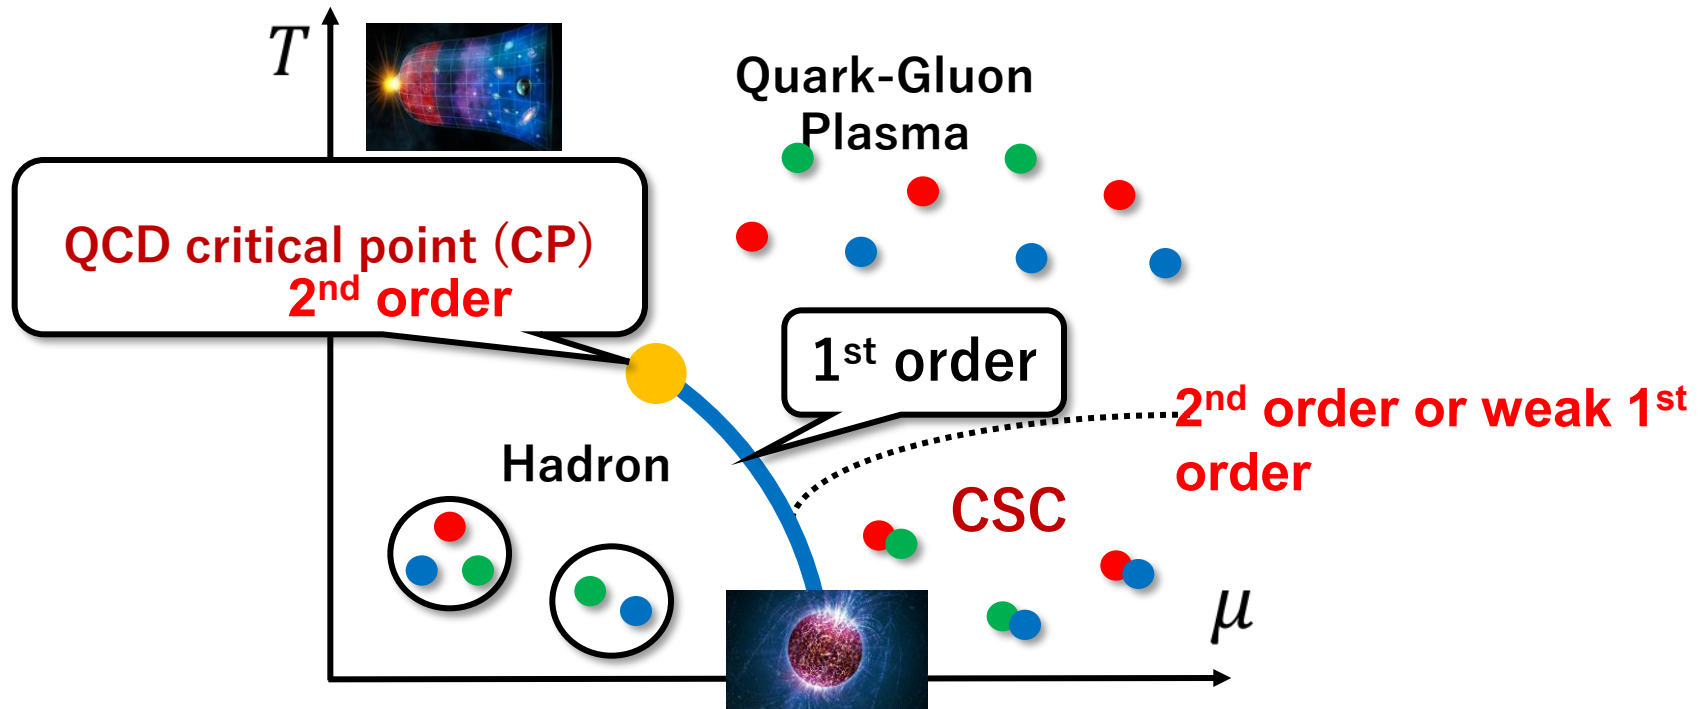 T
Quark-Gluon
Plasma
QCD critical point (CP)
2nd order
1st order
2nd order or weak 1st
order
Hadron
CSC
μ